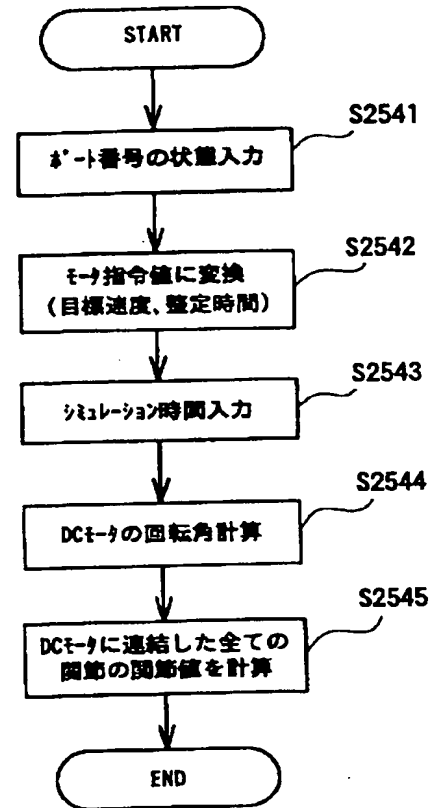 START
S2541
ﾎﾟｰﾄ番号の状態入力
S2542
ﾓｰﾀ指令値に変換
(目標速度、整定時間)
S2543
ｼﾐｭﾚｰｼｮﾝ時間入力
S2544
DCﾓｰﾀの回転角計算
S2545
DCﾓｰﾀに連結した全ての
関節の関節値を計算
END